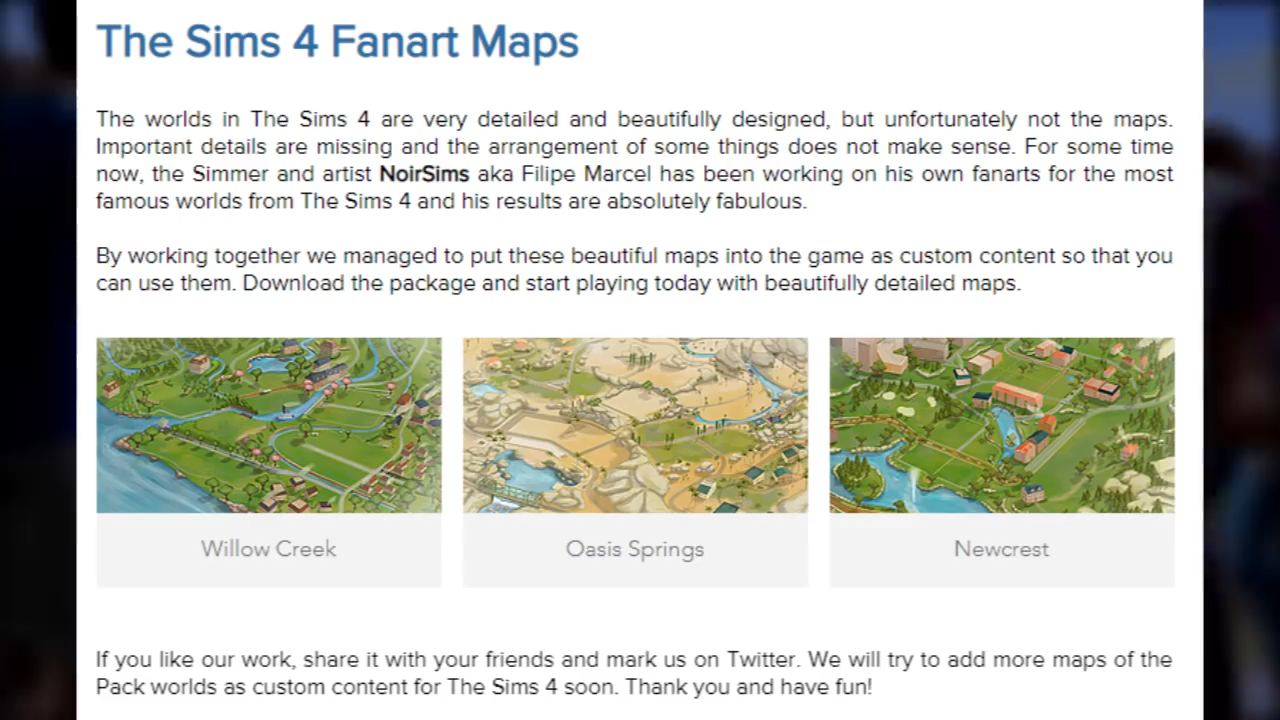 The Sims 4 Fanart Maps
The worlds in The Sims 4 are very detailed and beautifully designed, but unfortunately not the maps.
Important details are missing and the arrangement of some things does not make sense. For some time
now, the Simmer and artist NoirSims aka Filipe Marcel has been working on his own fanarts for the most
famous worlds from The Sims 4 and his results are absolutely fabulous.
By working together we managed to put these beautiful maps into the game as custom content so that you
can use them. Download the package and start playing today with beautifully detailed maps.
Willow Creek
Oasis Springs
Newcrest
If you like our work, share it with your friends and mark us on Twitter. We will try to add more maps of the
Pack worlds as custom content for The Sims 4 soon. Thank you and have fun!